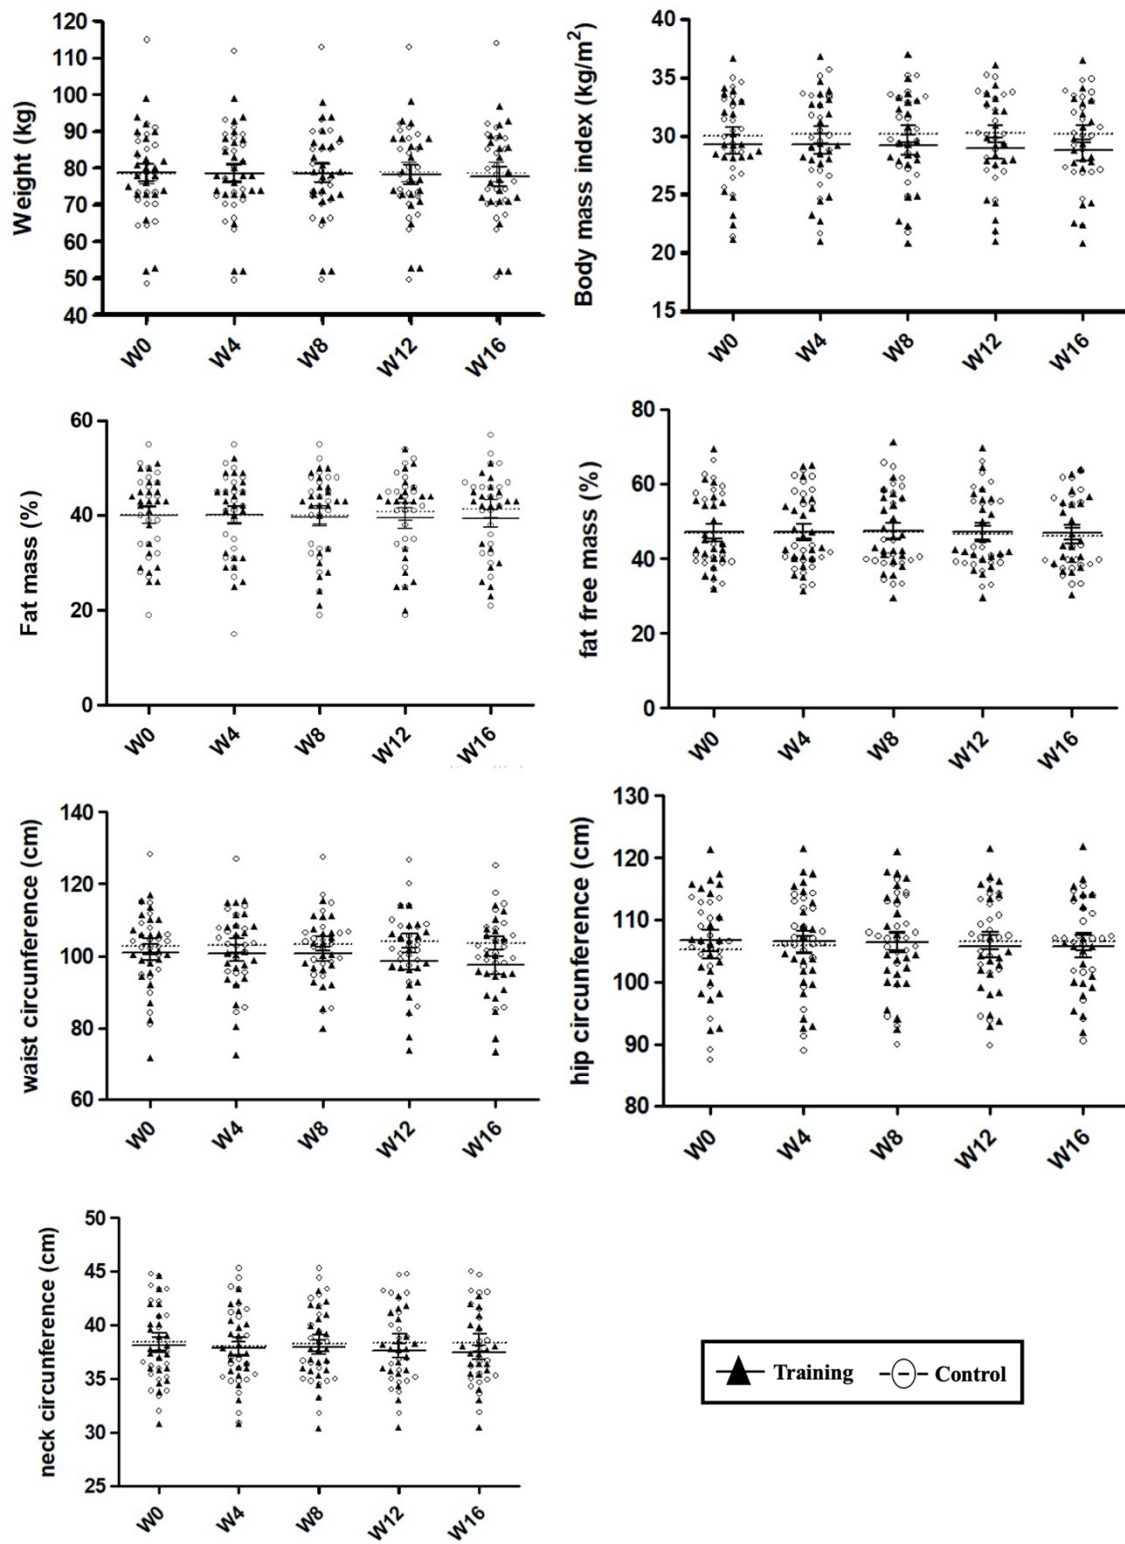 Weight (kg)
120
110
100
90
80
70
60
50
40
W0
W4
W8
W12
W16
Body mass index (kg/m²)
40
35
30
25
20
15
W0
W4
W8
W12
W16
Fat mass (%)
60
40
20
0
W0
W4
W8
W12
W16
fat free mass (%)
80
60
40
20
0
W0
W4
W8
W12
W16
waist circunference (cm)
140
120
100
80
60
W0
W4
W8
W12
W16
hip circunference (cm)
130
120
110
100
90
80
W0
W4
W8
W12
W16
neck circunference (cm)
50
45
40
35
30
25
W0
W4
W8
W12
W16
Training
Control